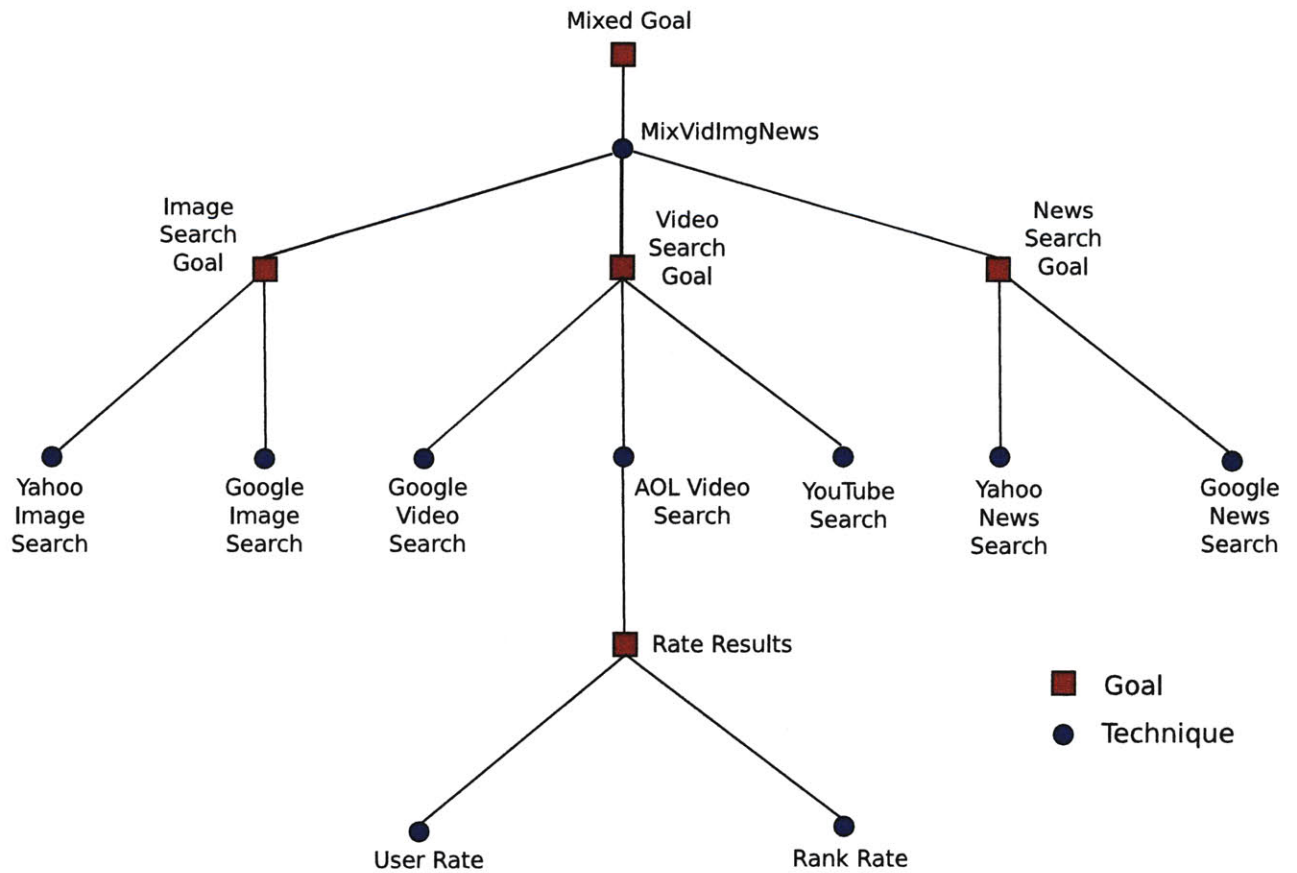 Mixed Goal
MixVidImgNews
Image
Search
Goal
Video
Search
Goal
News
Search
Goal
Yahoo
Image
Search
Google
Image
Search
Google
Video
Search
AOL Video
Search
YouTube
Search
Yahoo
News
Search
Google
News
Search
Rate Results
Goal
Technique
User Rate
Rank Rate